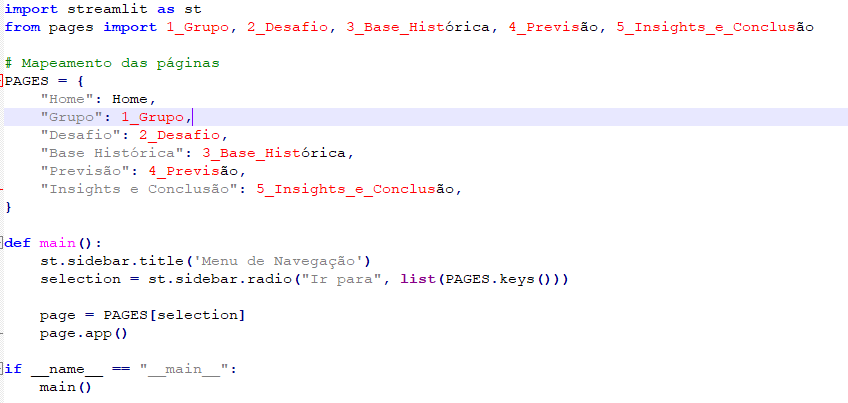 import streamlit as st
from pages import 1_Grupo, 2_Desafio, 3_Base_Histórica, 4_Previsão, 5_Insights_e_Conclusão
# Mapeamento das páginas
PAGES = {
"Home": Home,
"Grupo": 1_Grupo,
"Desafio": 2_Desafio,
"Base Histórica": 3_Base_Histórica,
"Previsão": 4_Previsão,
"Insights e Conclusão": 5_Insights_e_Conclusão,
}
def main():
st.sidebar.title('Menu de Navegação')
selection = st.sidebar.radio("Ir para", list(PAGES.keys()))
page = PAGES[selection]
page.app()
if __name__ == "__main__":
main()